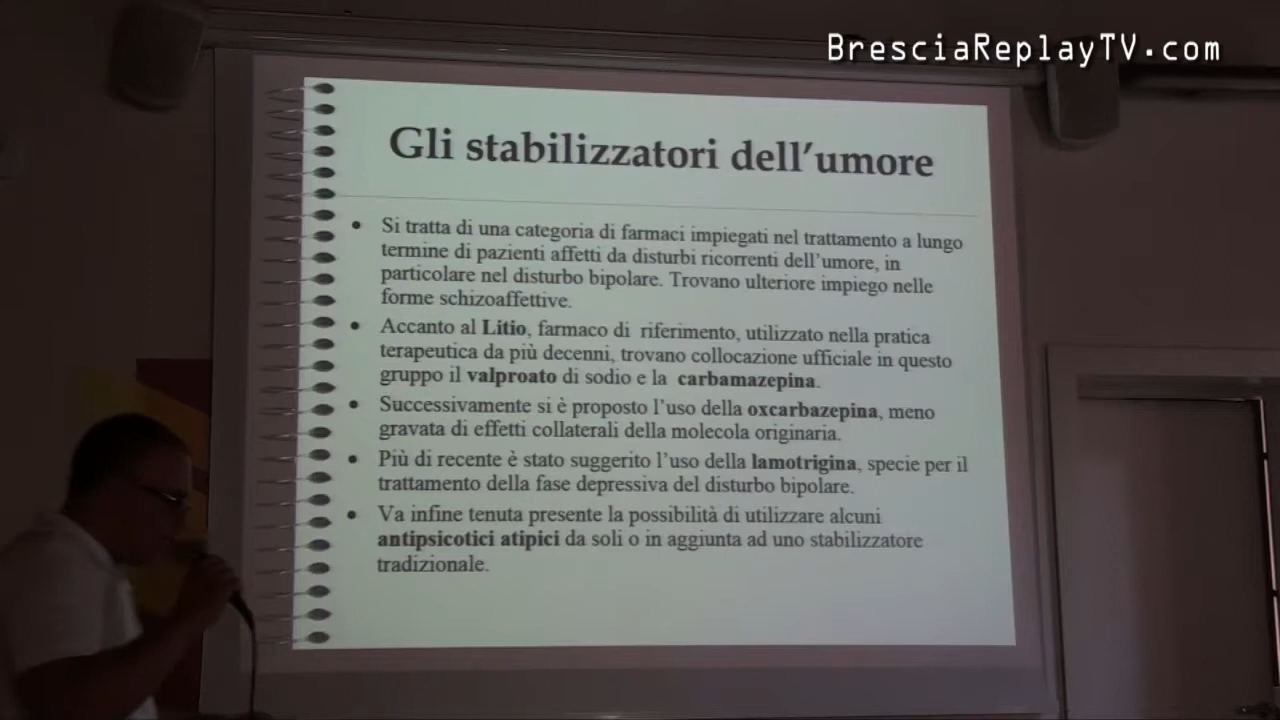 BresciaReplayTV.com
Gli stabilizzatori dell'umore
• Si tratta di una categoria di farmaci impiegati nel trattamento a lungo
termine di pazienti affetti da disturbi ricorrenti dell'umore, in
particolare nel disturbo bipolare. Trovano ulteriore impiego nelle
forme schizoaffettive.
• Accanto al Litio, farmaco di riferimento, utilizzato nella pratica
terapeutica da più decenni, trovano collocazione ufficiale in questo
gruppo il valproato di sodio e la carbamazepina.
• Successivamente si è proposto l'uso della oxcarbazepina, meno
gravata di effetti collaterali della molecola originaria.
• Più di recente è stato suggerito l'uso della lamotrigina, specie per il
trattamento della fase depressiva del disturbo bipolare.
• Va infine tenuta presente la possibilità di utilizzare alcuni
antipsicotici atipici da soli o in aggiunta ad uno stabilizzatore
tradizionale.